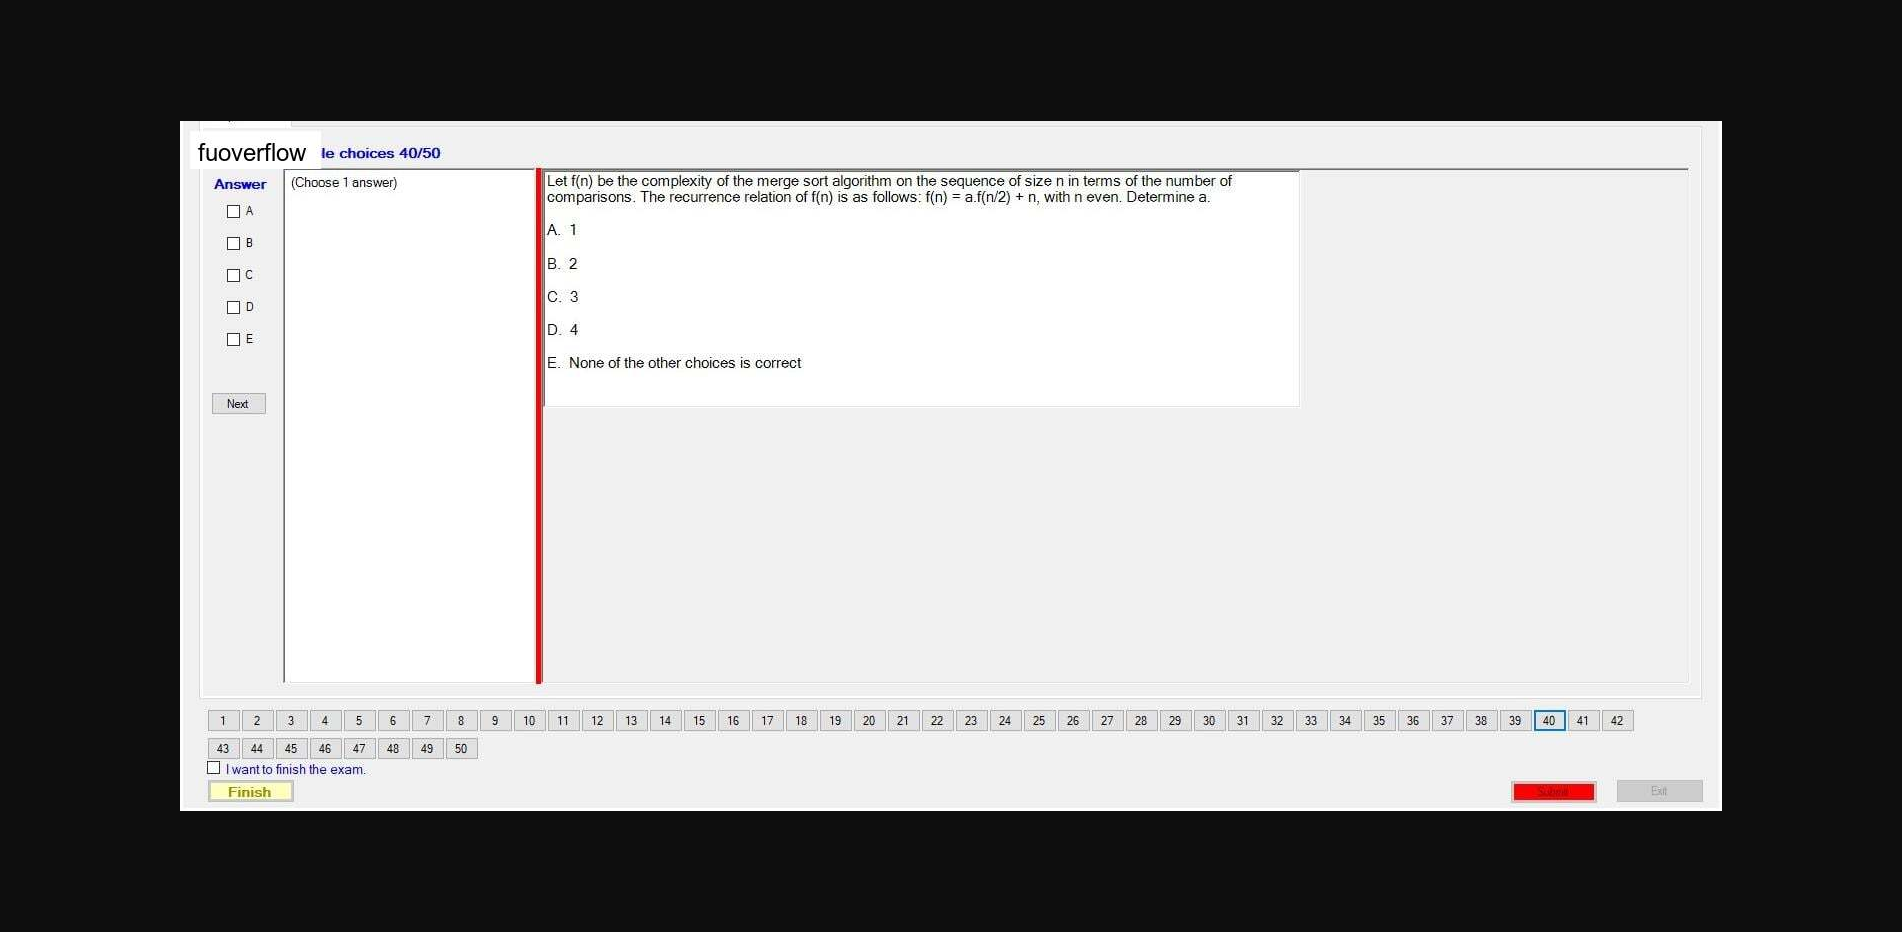 fuoverflow le choices 40/50
Answer
(Choose 1 answer)
A
B
C
D
E
Next
Let f(n) be the complexity of the merge sort algorithm on the sequence of size n in terms of the number of
comparisons. The recurrence relation of f(n) is as follows: f(n) = a.f(n/2) + n, with n even. Determine a.
A. 1
B. 2
C. 3
D. 4
E. None of the other choices is correct
1 2 3 4 5 6 7 8 9 10 11 12 13 14 15 16 17 18 19 20 21 22 23 24 25 26 27 28 29 30 31 32 33 34 35 36 37 38 39 40 41 42
43 44 45 46 47 48 49 50
I want to finish the exam.
Finish
Submit
Exit